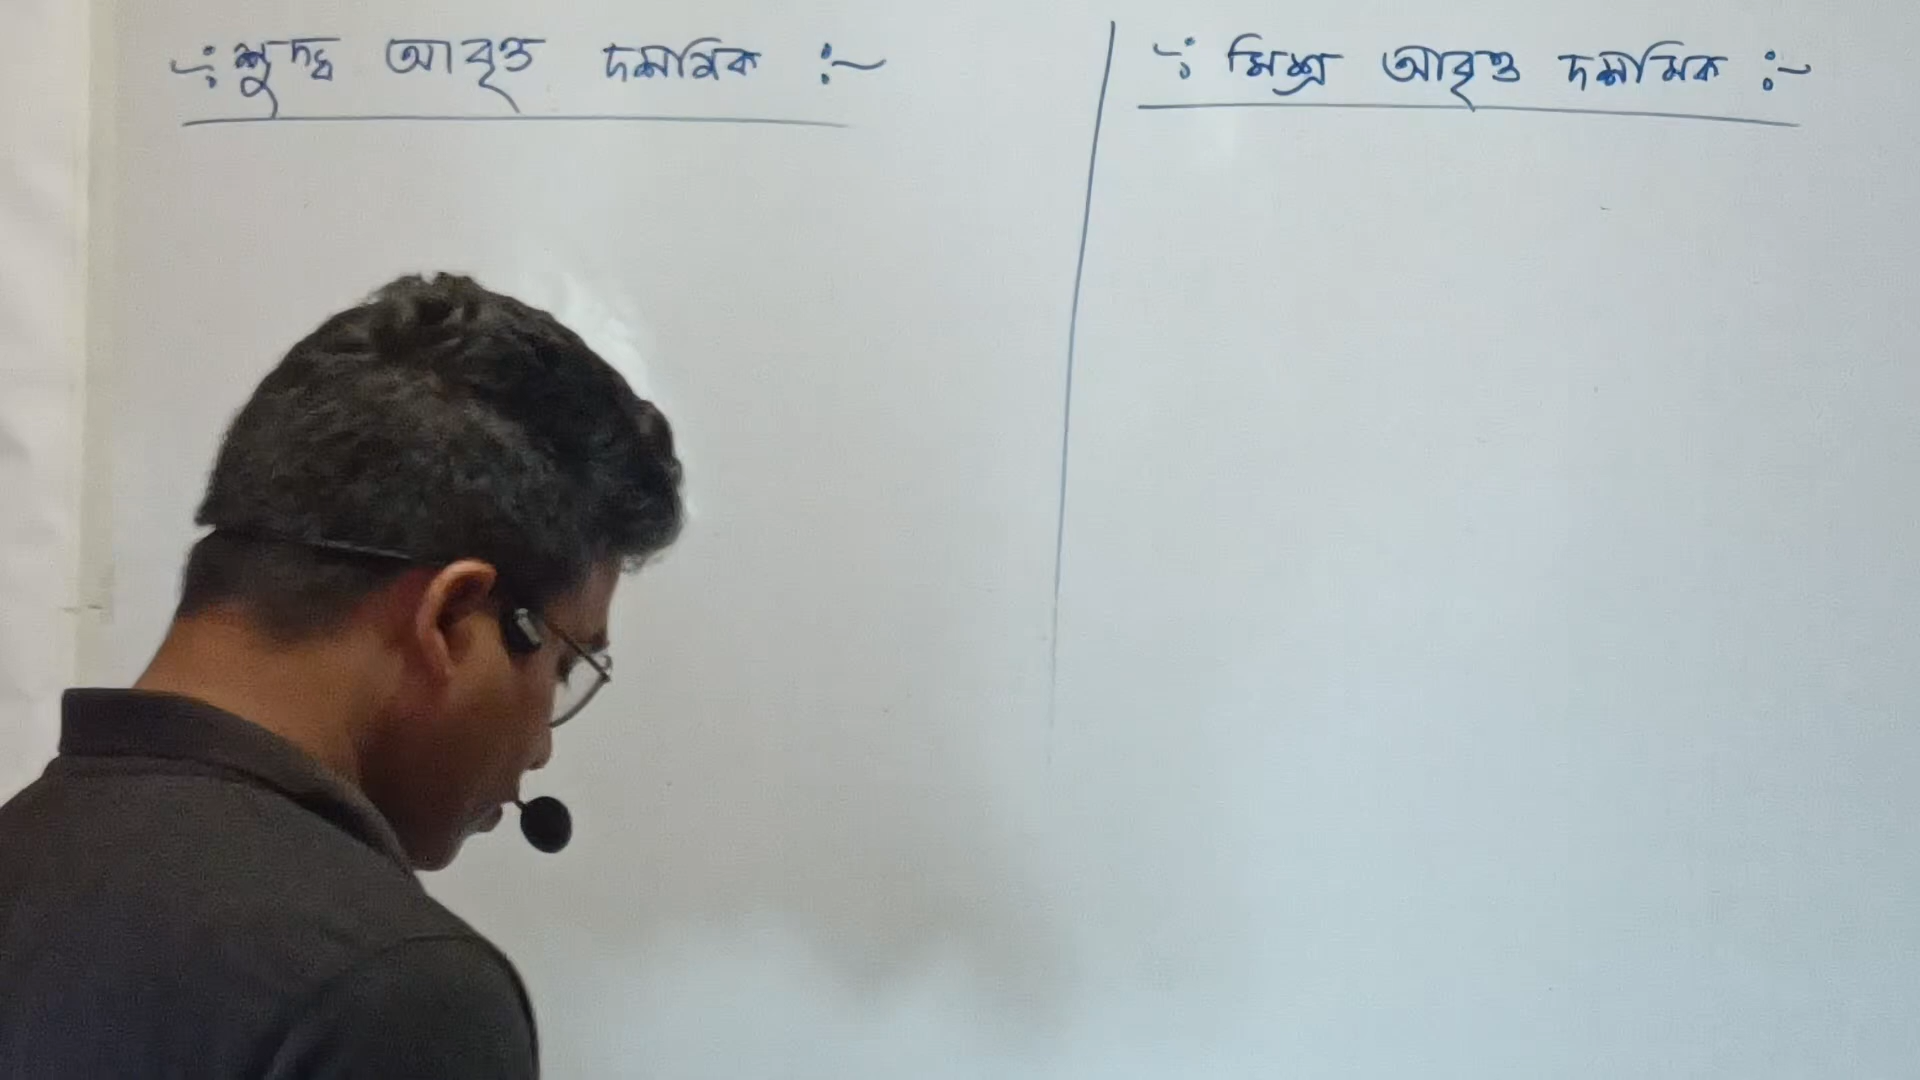 ∻: শুদ্ধ আবৃত্ত দশমিক :~
~: মিশ্র আবৃত্ত দশমিক :~